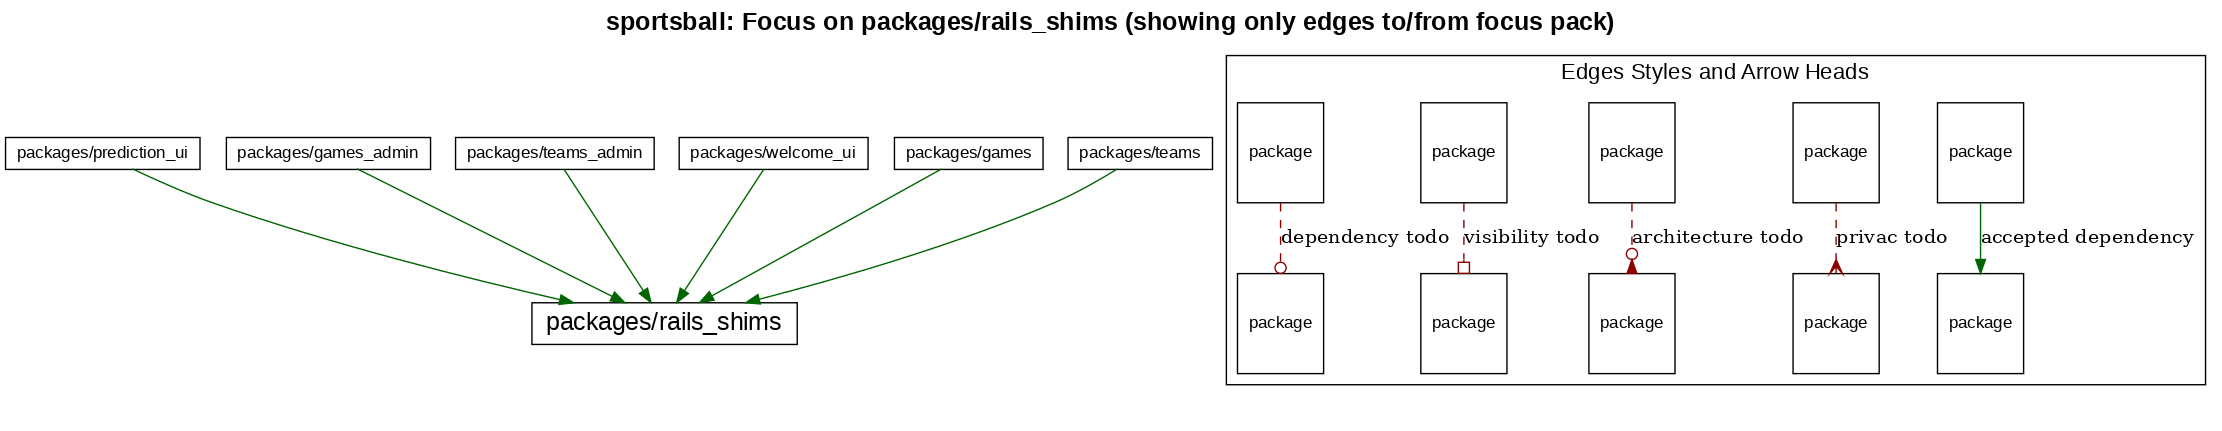 sportsball: Focus on packages/rails_shims (showing only edges to/from focus pack)
packages/prediction_ui
packages/games_admin
packages/teams_admin
packages/welcome_ui
packages/games
packages/teams
packages/rails_shims
Edges Styles and Arrow Heads
package
package
package
package
package
dependency todo
visibility todo
architecture todo
privac todo
accepted dependency
package
package
package
package
package